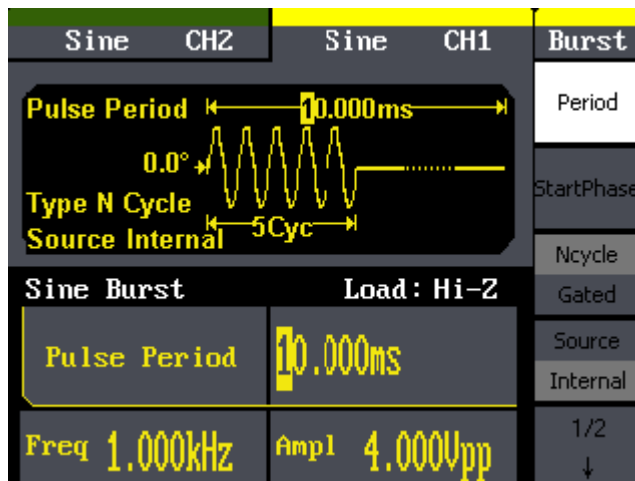 Sine CH2 Sine CH1 Burst
Pulse Period 10.000ms
0.0°
Type N Cycle
Source Internal 5Cyc
Period
StartPhase
Ncycle
Gated
Source
Internal
1/2
Sine Burst Load: Hi-Z
Pulse Period 10.000ms
Freq 1.000kHz Ampl 4.000Vpp